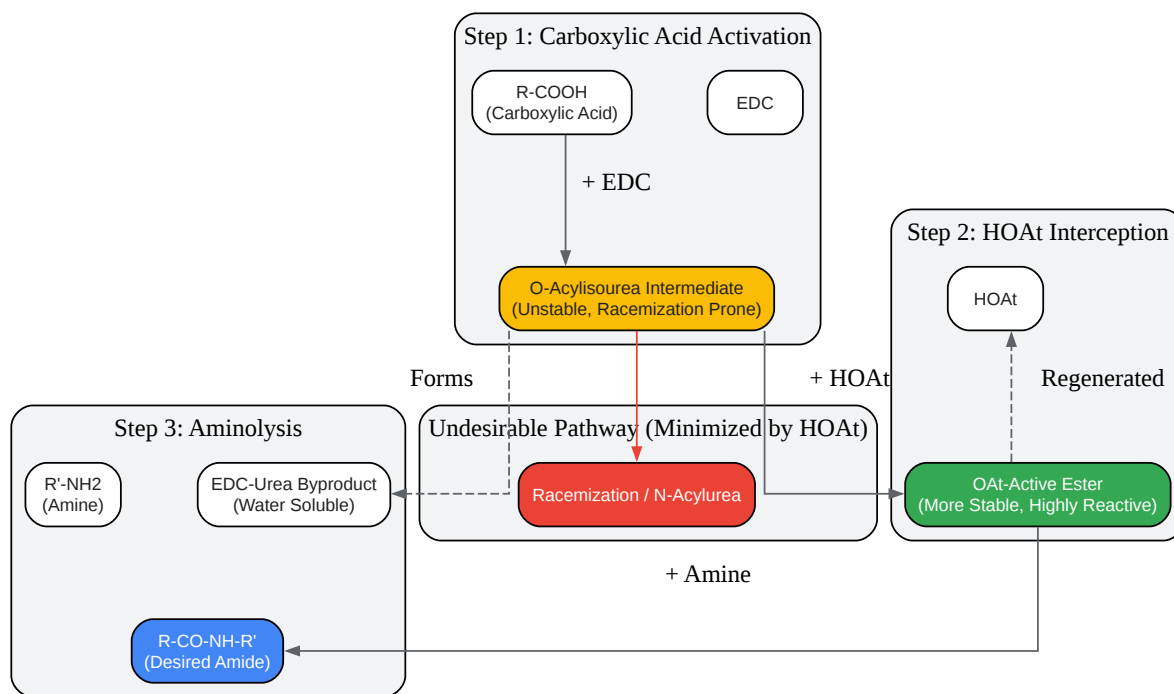 Step 1: Carboxylic Acid Activation
R-COOH
(Carboxylic Acid)
EDC
+ EDC
O-Acylisourea Intermediate
(Unstable, Racemization Prone)
Step 2: HOAt Interception
HOAt
Forms
+ HOAt
Regenerated
Step 3: Aminolysis
R'-NH2
(Amine)
EDC-Urea Byproduct
(Water Soluble)
Undesirable Pathway (Minimized by HOAt)
Racemization / N-Acylurea
OAt-Active Ester
(More Stable, Highly Reactive)
+ Amine
R-CO-NH-R'
(Desired Amide)